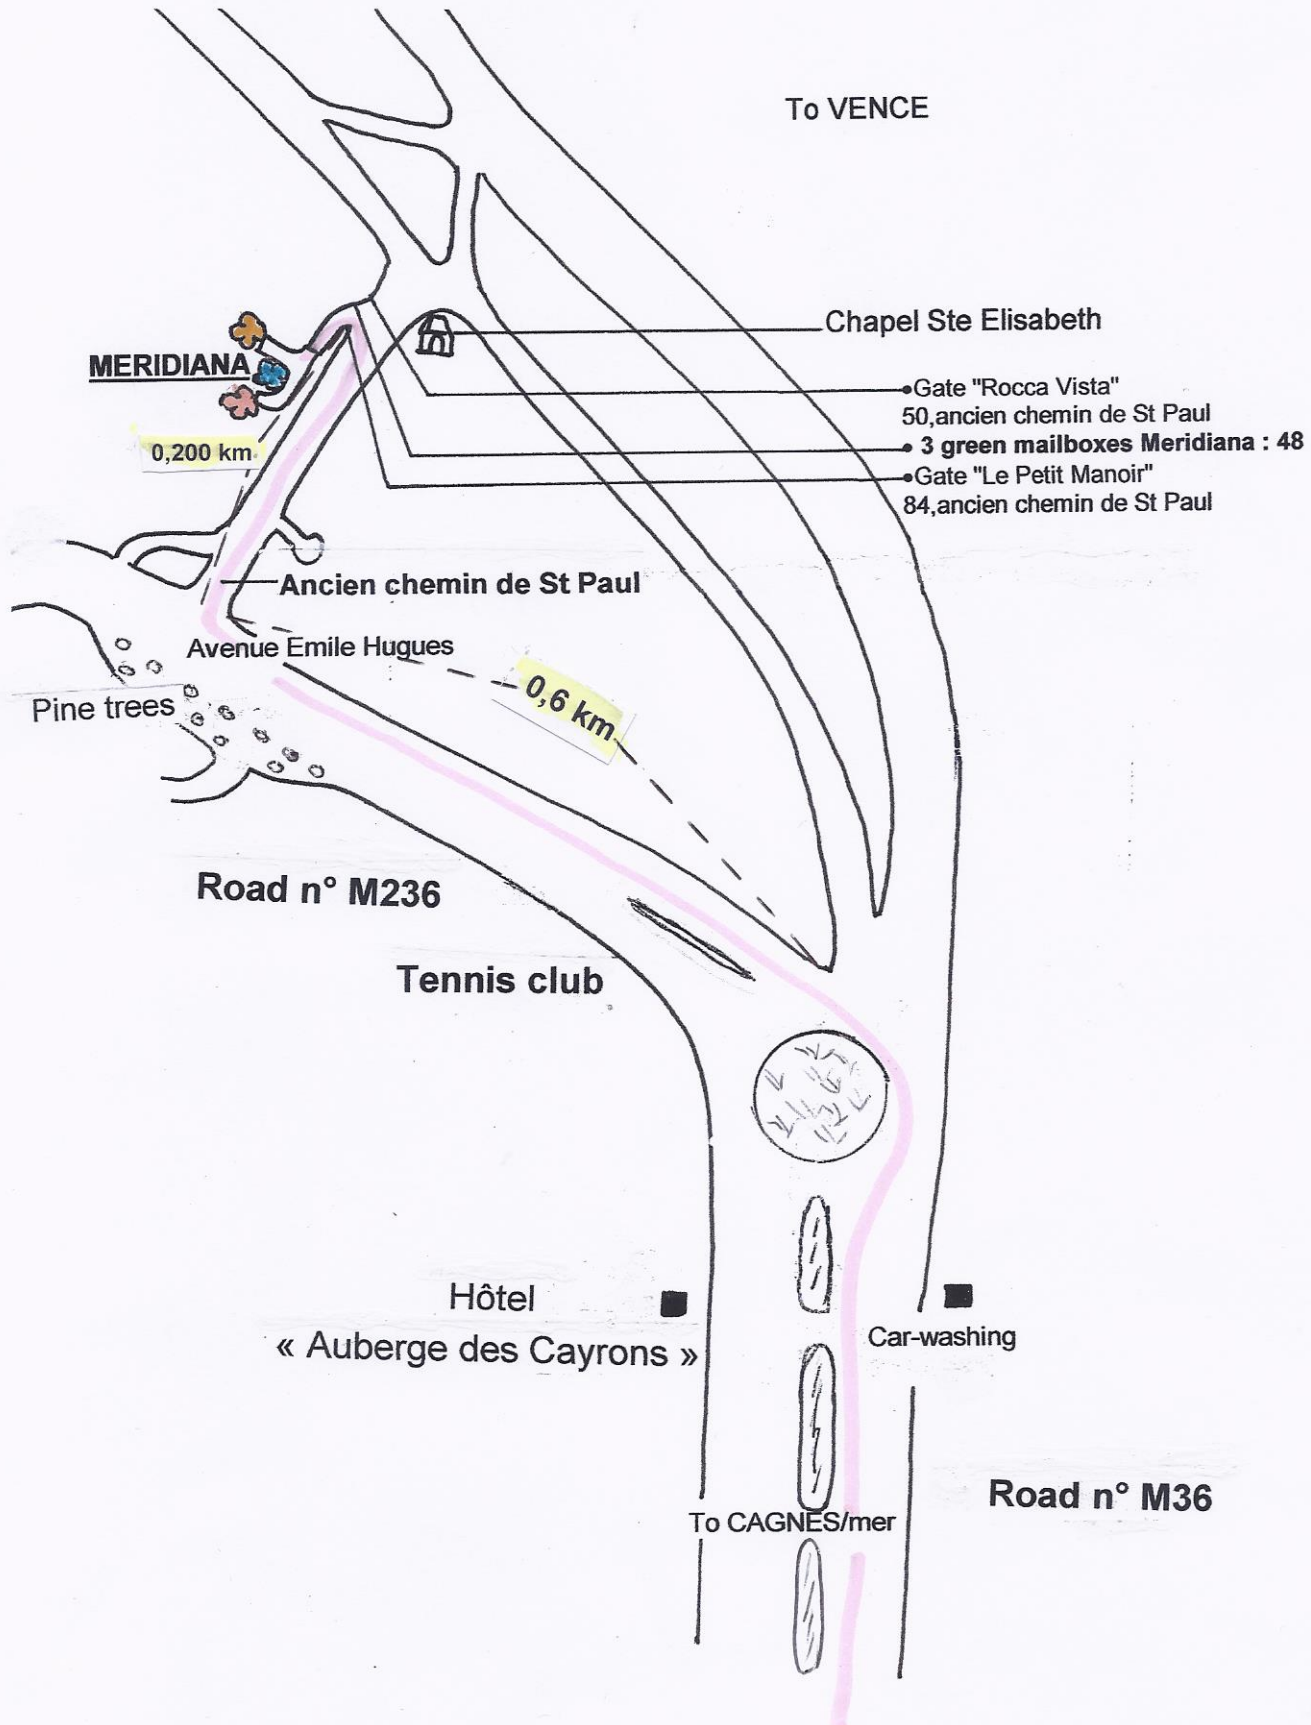 To VENCE
Chapel Ste Elisabeth
MERIDIANA
Gate "Rocca Vista"
50,ancien chemin de St Paul
3 green mailboxes Meridiana : 48
0,200 km
Gate "Le Petit Manoir"
84,ancien chemin de St Paul
Ancien chemin de St Paul
Avenue Emile Hugues
0,6 km
Pine trees
Road n° M236
Tennis club
Hôtel
« Auberge des Cayrons »
Car-washing
Road n° M36
To CAGNES/mer